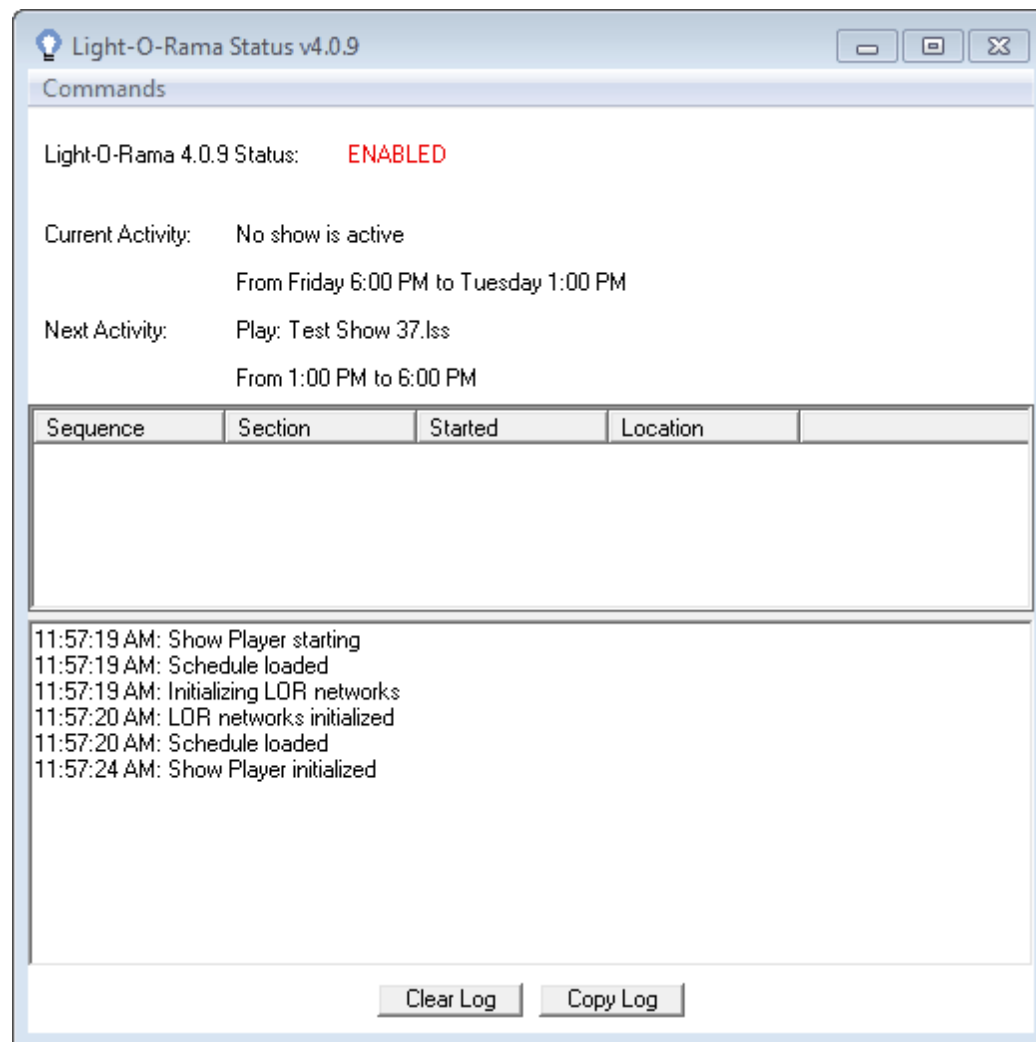 Light-O-Rama Status v4.0.9
Commands
Light-O-Rama 4.0.9 Status: ENABLED
Current Activity: No show is active
From Friday 6:00 PM to Tuesday 1:00 PM
Next Activity: Play: Test Show 37.lss
From 1:00 PM to 6:00 PM
Sequence Section Started Location
11:57:19 AM: Show Player starting
11:57:19 AM: Schedule loaded
11:57:19 AM: Initializing LOR networks
11:57:20 AM: LOR networks initialized
11:57:20 AM: Schedule loaded
11:57:24 AM: Show Player initialized
Clear Log Copy Log